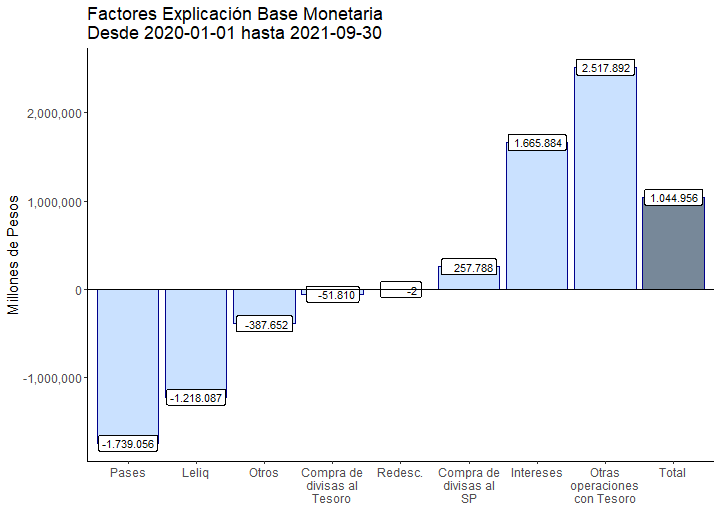 Factores Explicación Base Monetaria
Desde 2020-01-01 hasta 2021-09-30
Millones de Pesos
2,000,000
1,000,000
0
-1,000,000
-1.739.056
-1.218.087
-387.652
-51.810
-2
257.788
1.665.884
2.517.892
1.044.956
Pases
Leliq
Otros
Compra de
divisas al
Tesoro
Redesc.
Compra de
divisas al
SP
Intereses
Otras
operaciones
con Tesoro
Total